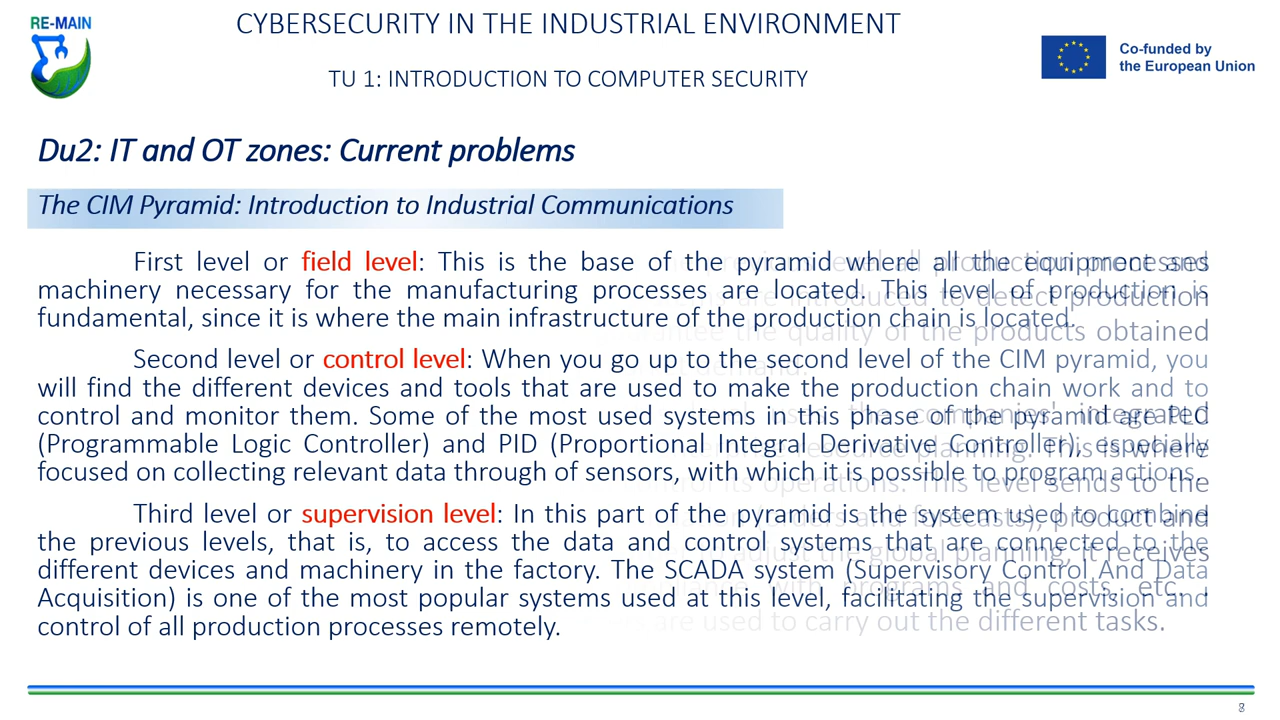 RE-MAIN
CYBERSECURITY IN THE INDUSTRIAL ENVIRONMENT
TU 1: INTRODUCTION TO COMPUTER SECURITY
Co-funded by
the European Union
Du2: IT and OT zones: Current problems
The CIM Pyramid: Introduction to Industrial Communications
First level or field level: This is the base of the pyramid where all the equipment and
machinery necessary for the manufacturing processes are located. This level of production is
fundamental, since it is where the main infrastructure of the production chain is located.
Second level or control level: When you go up to the second level of the CIM pyramid, you
will find the different devices and tools that are used to make the production chain work and to
control and monitor them. Some of the most used systems in this phase of the pyramid are PLC
(Programmable Logic Controller) and PID (Proportional Integral Derivative Controller), especially
focused on collecting relevant data through of sensors, with which it is possible to program actions.
Third level or supervision level: In this part of the pyramid is the system used to combine
the previous levels, that is, to access the data and control systems that are connected to the
different devices and machinery in the factory. The SCADA system (Supervisory Control And Data
Acquisition) is one of the most popular systems used at this level, facilitating the supervision and
control of all production processes remotely.
are used to carry out the different tasks.